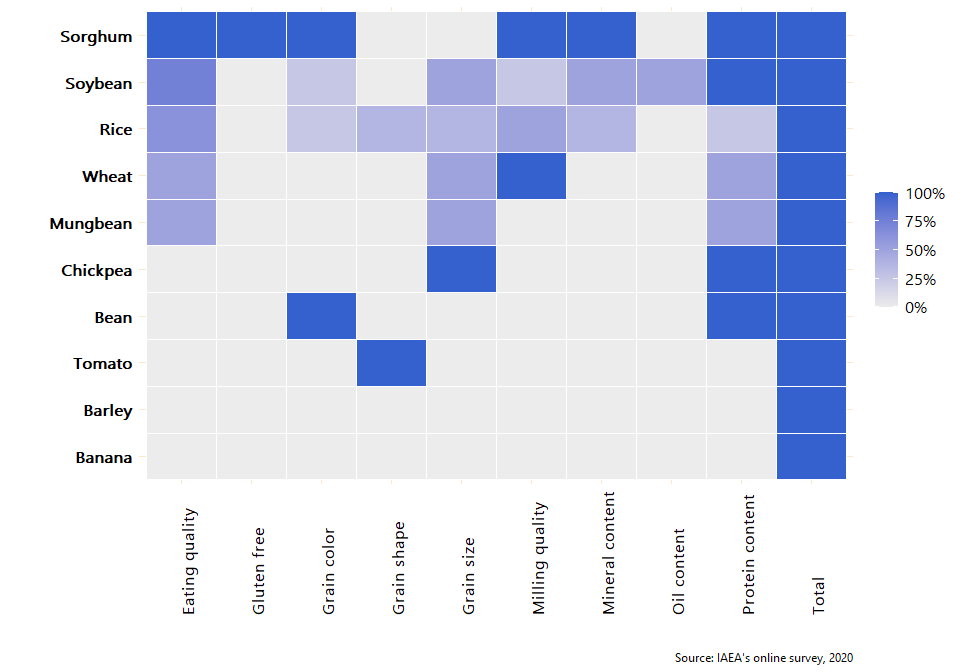 Sorghum
Soybean
Rice
Wheat
Mungbean
Chickpea
Bean
Tomato
Barley
Banana
100%
75%
50%
25%
0%
Eating quality
Gluten free
Grain color
Grain shape
Grain size
Milling quality
Mineral content
Oil content
Protein content
Total
Source: IAEA's online survey, 2020